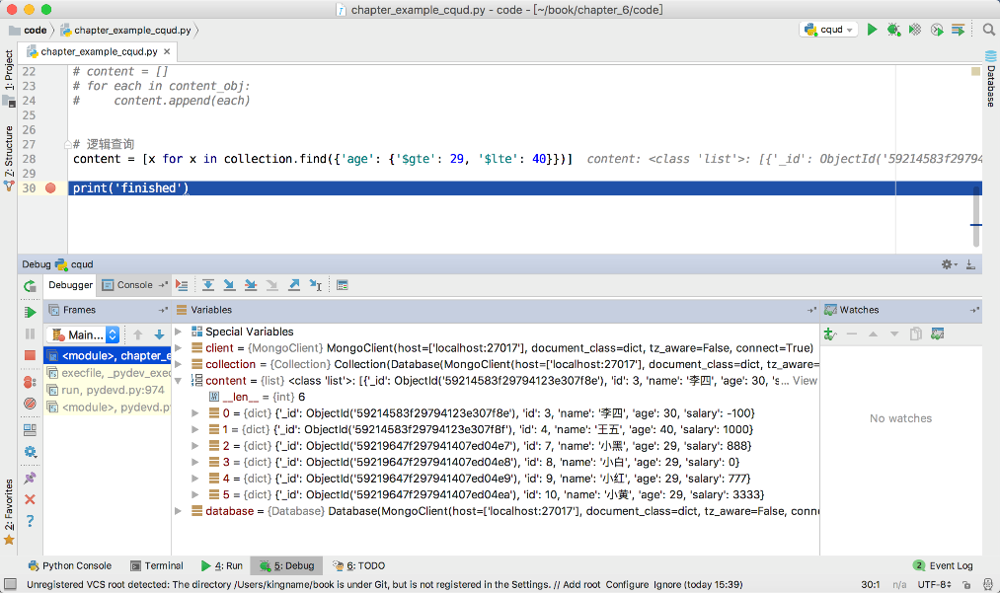 chapter_example_cqud.py - code - [~/book/chapter_6/code]
code chapter_example_cqud.py cqud
chapter_example_cqud.py ×
1: Project
Z: Structure
2: Favorites
Database
22 # content = []
23 # for each in content_obj:
24 #     content.append(each)
25
26
27 # 逻辑查询
28 content = [x for x in collection.find({'age': {'$gte': 29, '$lte': 40}})] content: <class 'list'>: [{'_id': ObjectId('59214583f29794
29
30 print('finished')
Debug cqud
Debugger Console
Frames Variables Watches
Main...
<module>, chapter_e
execfile, _pydev_exec
run, pydevd.py:974
<module>, pydevd.p
Special Variables
client = {MongoClient} MongoClient(host=['localhost:27017'], document_class=dict, tz_aware=False, connect=True)
collection = {Collection} Collection(Database(MongoClient(host=['localhost:27017'], document_class=dict, tz_aware=False, connect
content = {list} <class 'list'>: [{'_id': ObjectId('59214583f29794123e307f8e'), 'id': 3, 'name': '李四', 'age': 30, 's... View
__len__ = {int} 6
0 = {dict} {'_id': ObjectId('59214583f29794123e307f8e'), 'id': 3, 'name': '李四', 'age': 30, 'salary': -100}
1 = {dict} {'_id': ObjectId('59214583f29794123e307f8f'), 'id': 4, 'name': '王五', 'age': 40, 'salary': 1000}
2 = {dict} {'_id': ObjectId('59219647f297941407ed04e7'), 'id': 7, 'name': '小黑', 'age': 29, 'salary': 888}
3 = {dict} {'_id': ObjectId('59219647f297941407ed04e8'), 'id': 8, 'name': '小白', 'age': 29, 'salary': 0}
4 = {dict} {'_id': ObjectId('59219647f297941407ed04e9'), 'id': 9, 'name': '小红', 'age': 29, 'salary': 777}
5 = {dict} {'_id': ObjectId('59219647f297941407ed04ea'), 'id': 10, 'name': '小黄', 'age': 29, 'salary': 3333}
database = {Database} Database(MongoClient(host=['localhost:27017'], document_class=dict, tz_aware=False, conne
No watches
Python Console Terminal 4: Run 5: Debug 6: TODO 2 Event Log
Unregistered VCS root detected: The directory /Users/kingname/book is under Git, but is not registered in the Settings. // Add root Configure Ignore (today 15:39) 30:1 n/a UTF-8